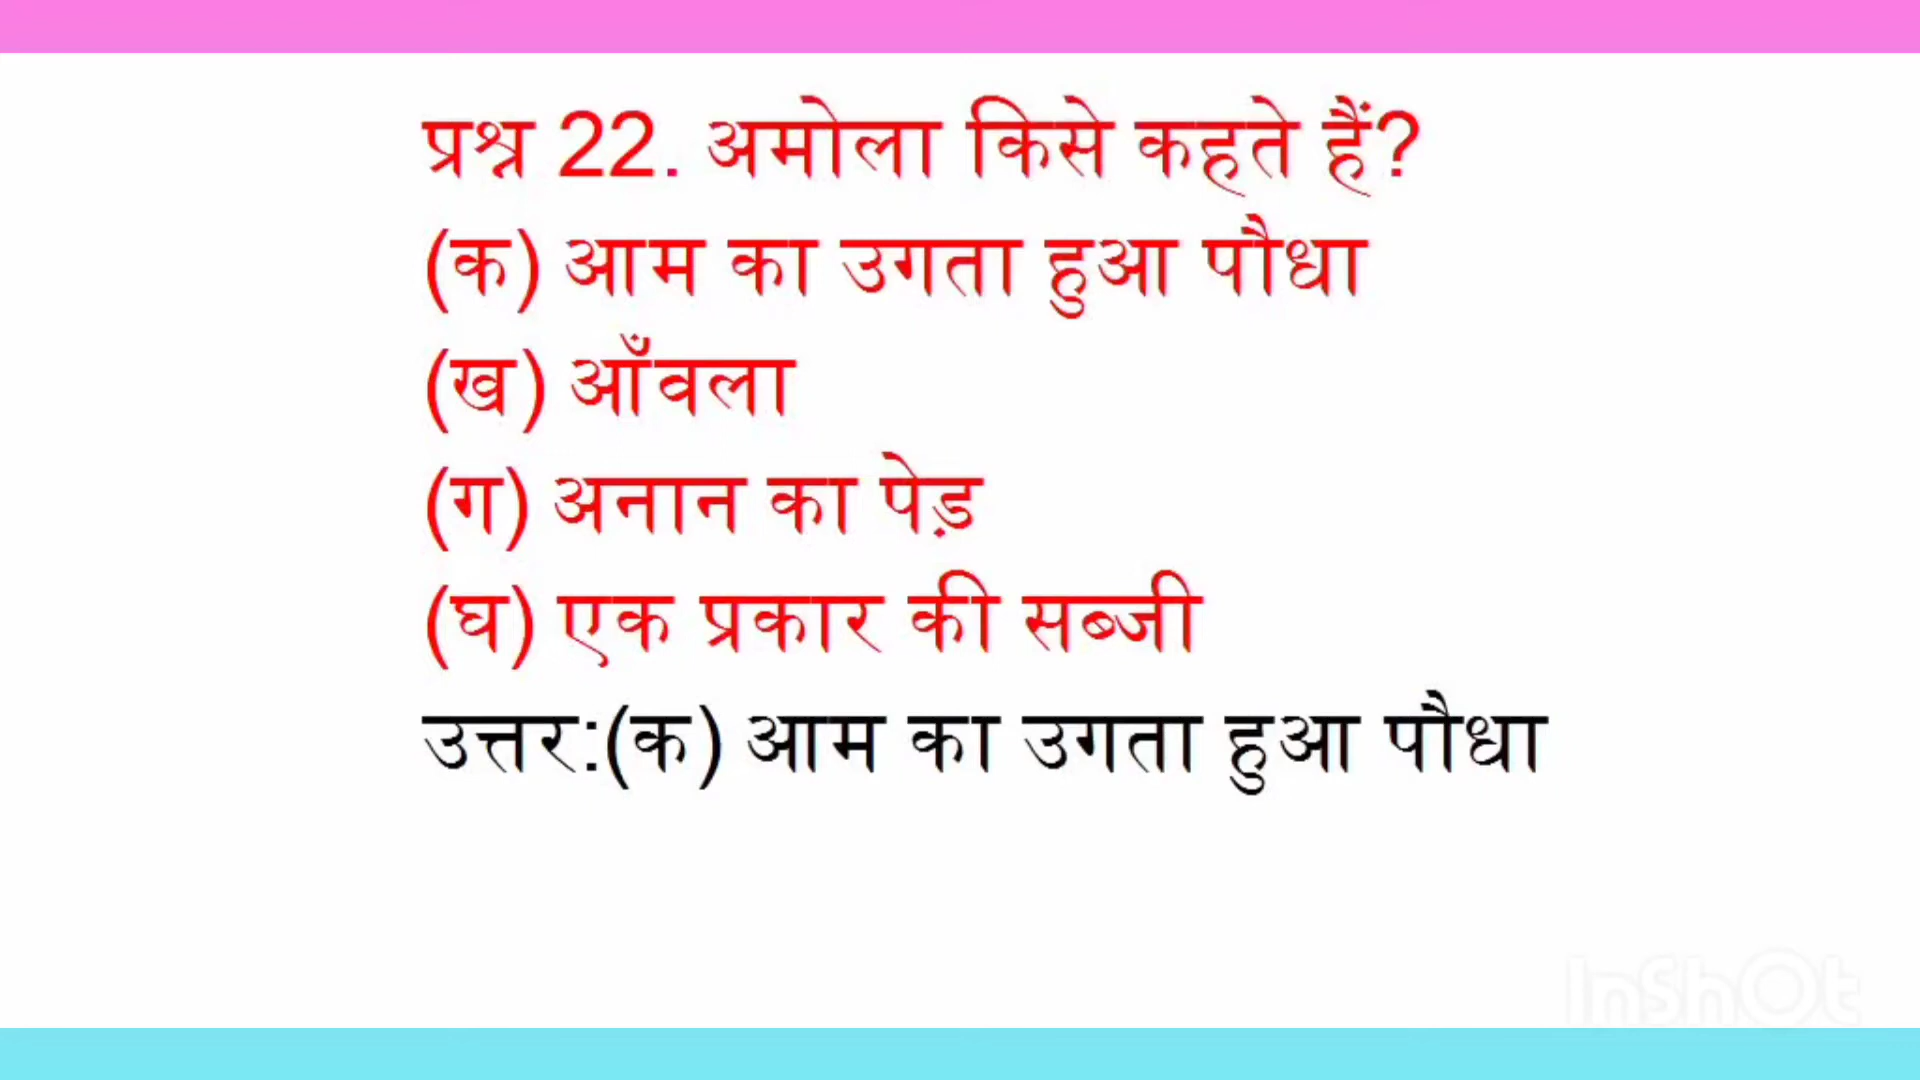 प्रश्न 22. अमोला किसे कहते हैं?
(क) आम का उगता हुआ पौधा
(ख) आँवला
(ग) अनान का पेड़
(घ) एक प्रकार की सब्जी
उत्तर:(क) आम का उगता हुआ पौधा
InShOt